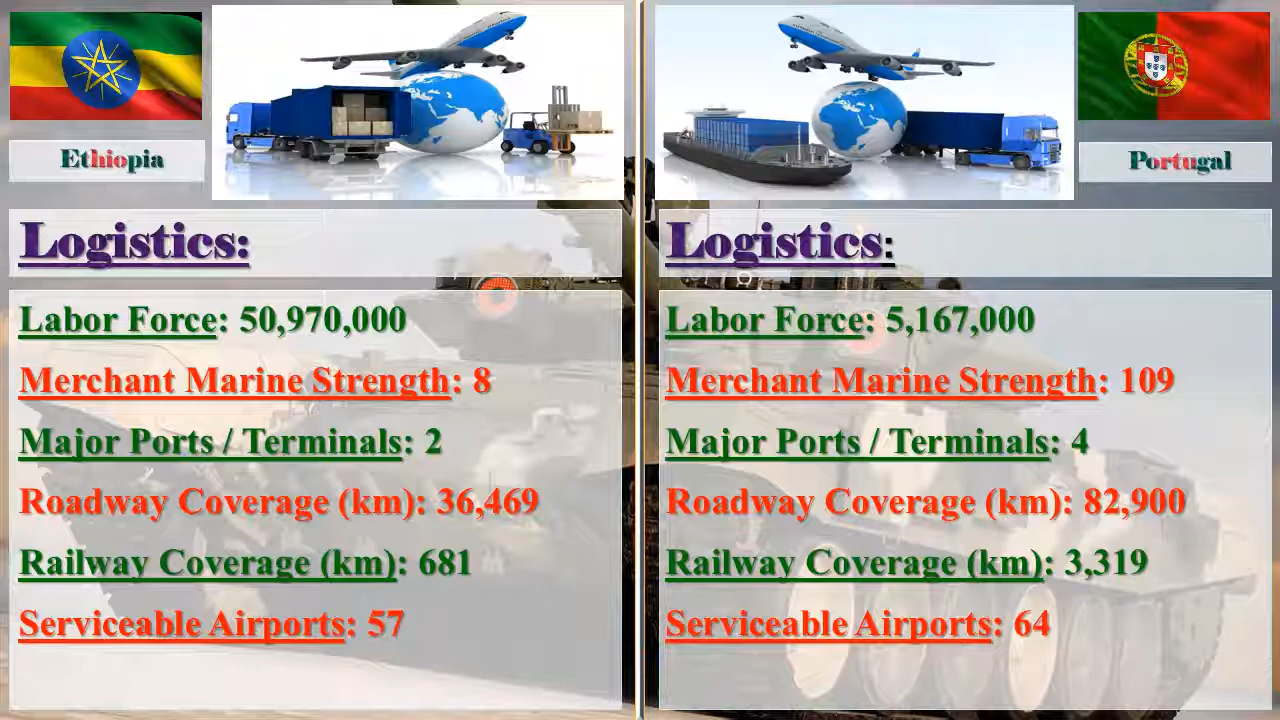 Ethiopia
Logistics:
Labor Force: 50,970,000
Merchant Marine Strength: 8
Major Ports / Terminals: 2
Roadway Coverage (km): 36,469
Railway Coverage (km): 681
Serviceable Airports: 57
Portugal
Logistics:
Labor Force: 5,167,000
Merchant Marine Strength: 109
Major Ports / Terminals: 4
Roadway Coverage (km): 82,900
Railway Coverage (km): 3,319
Serviceable Airports: 64